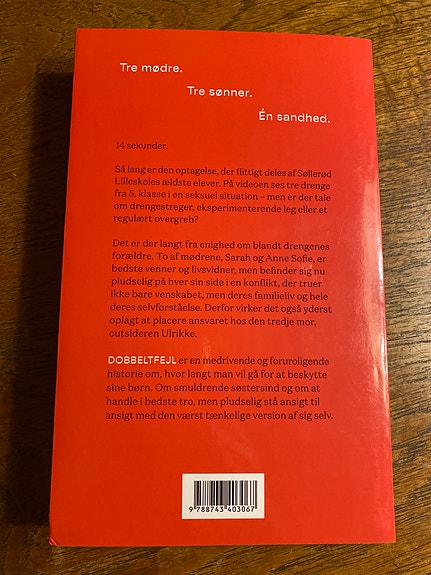 Tre mødre.
Tre sønner.
Én sandhed.
14 sekunder.
Så lang er den optagelse, der flittigt deles af Søllerød
Lilleskoles ældste elever. På videoen ses tre drenge
fra 5. klasse i en seksuel situation – men er der tale
om drengestreger, eksperimenterende leg eller et
regulært overgreb?
Det er der langt fra enighed om blandt drengenes
forældre. To af mødrene, Sarah og Anne Sofie, er
bedste venner og livsvidner, men befinder sig nu
pludselig på hver sin side i en konflikt, der truer
ikke bare venskabet, men deres familieliv og hele
deres selvforståelse. Derfor virker det også yderst
oplagt at placere ansvaret hos den tredje mor,
outsideren Ulrikke.
DOBBELTFEJL er en medrivende og foruroligende
historie om, hvor langt man vil gå for at beskytte
sine børn. Om smuldrende søstersind og om at
handle i bedste tro, men pludselig stå ansigt til
ansigt med den værst tænkelige version af sig selv.
9 788743 403067